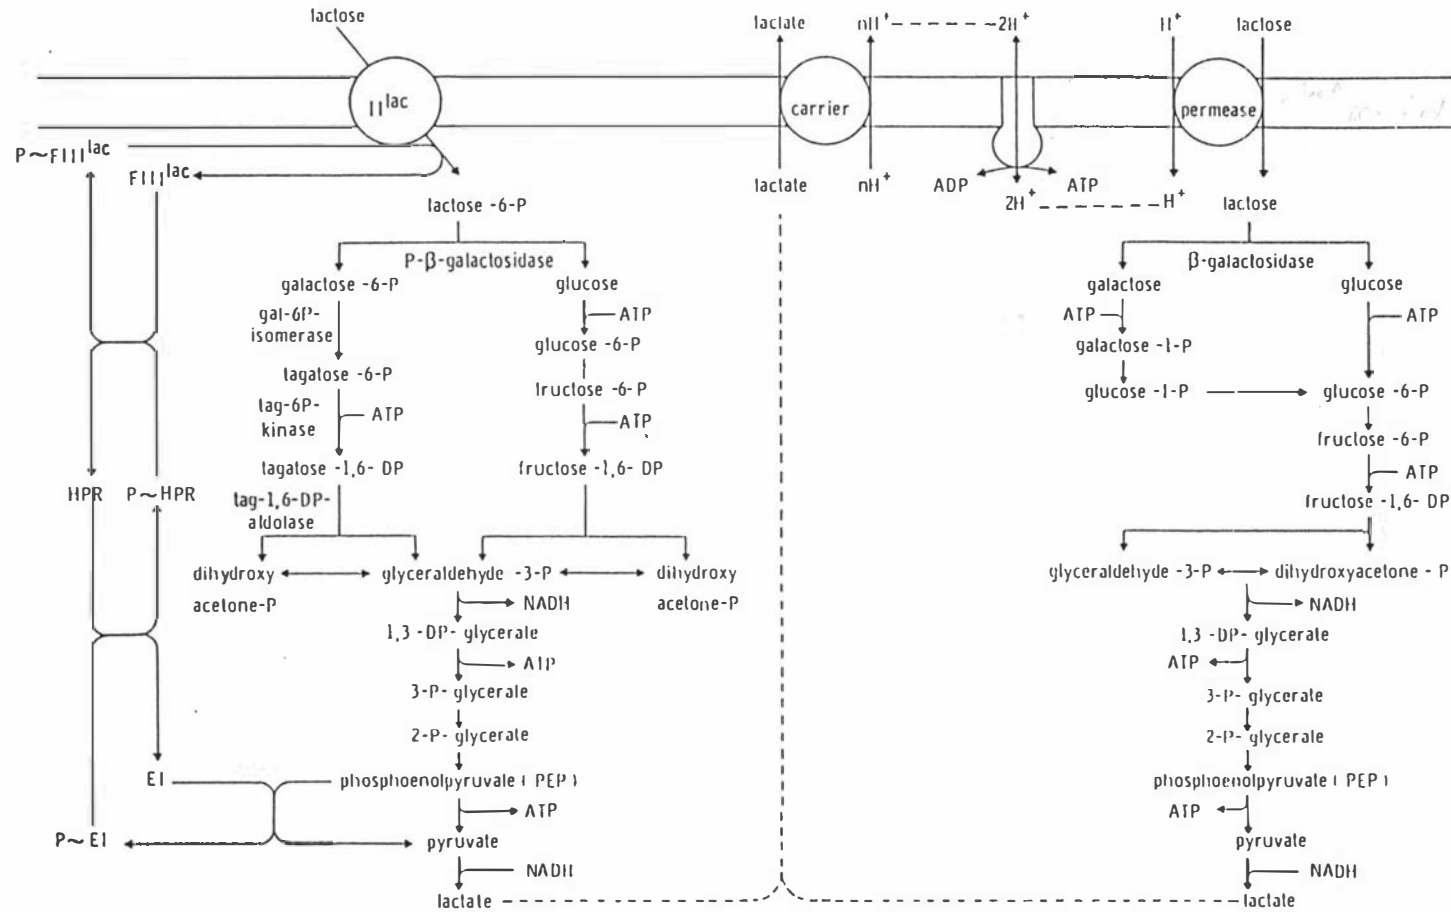 lactose
lactate
nH+
2H+
H+
lactose
IIlac
carrier
permease
P~FIIIlac
FIIIlac
lactate
nH+
ADP
ATP
2H+
H+
lactose
lactose -6-P
P-β-galactosidase
β-galactosidase
galactose -6-P
glucose
galactose
glucose
gal-6P-
isomerase
ATP
ATP
ATP
glucose -6-P
galactose -1-P
tagatose -6-P
fructose -6-P
glucose -1-P
glucose -6-P
tag-6P-
kinase
ATP
ATP
fructose -6-P
tagatose -1,6- DP
fructose -1,6- DP
ATP
HPR
P~HPR
tag-1,6-DP-
aldolase
fructose -1,6- DP
dihydroxy
acetone-P
glyceraldehyde -3-P
dihydroxy
acetone-P
glyceraldehyde -3-P
dihydroxyacetone - P
NADH
NADH
1,3 -DP- glycerate
1,3 -DP- glycerate
ATP
ATP
3-P- glycerate
3-P- glycerate
2-P- glycerate
2-P- glycerate
EI
phosphoenolpyruvate ( PEP )
phosphoenolpyruvate ( PEP )
ATP
ATP
P~EI
pyruvate
pyruvate
NADH
NADH
lactate
lactate